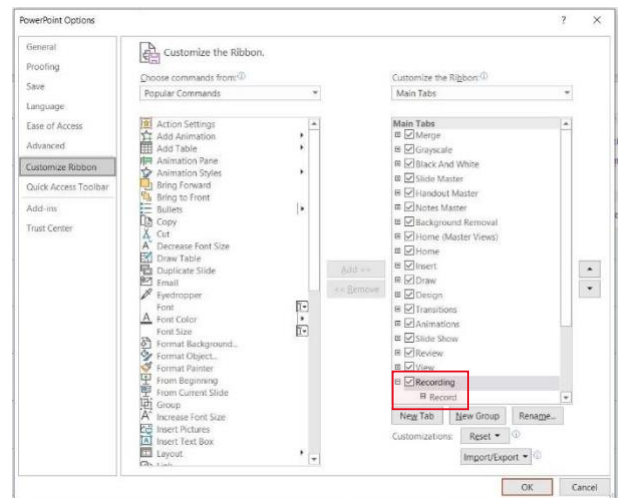 PowerPoint Options
General
Proofing
Save
Language
Ease of Access
Advanced
Customize Ribbon
Quick Access Toolbar
Add-ins
Trust Center
Customize the Ribbon.
Choose commands from:
Popular Commands
Action Settings
Add Animation
Add Table
Animation Pane
Animation Styles
Bring Forward
Bring to Front
Bullets
Copy
Cut
Decrease Font Size
Draw Table
Duplicate Slide
Email
Eyedropper
Font
Font Color
Font Size
Format Background...
Format Object...
Format Painter
From Beginning
From Current Slide
Group
Increase Font Size
Insert Pictures
Insert Text Box
Layout
Link
Add >>
<< Remove
Customize the Ribbon:
Main Tabs
Main Tabs
Merge
Grayscale
Black And White
Slide Master
Handout Master
Notes Master
Background Removal
Home (Master Views)
Home
Insert
Draw
Design
Transitions
Animations
Slide Show
Review
View
Recording
Record
New Tab New Group Rename...
Customizations: Reset
Import/Export
OK Cancel